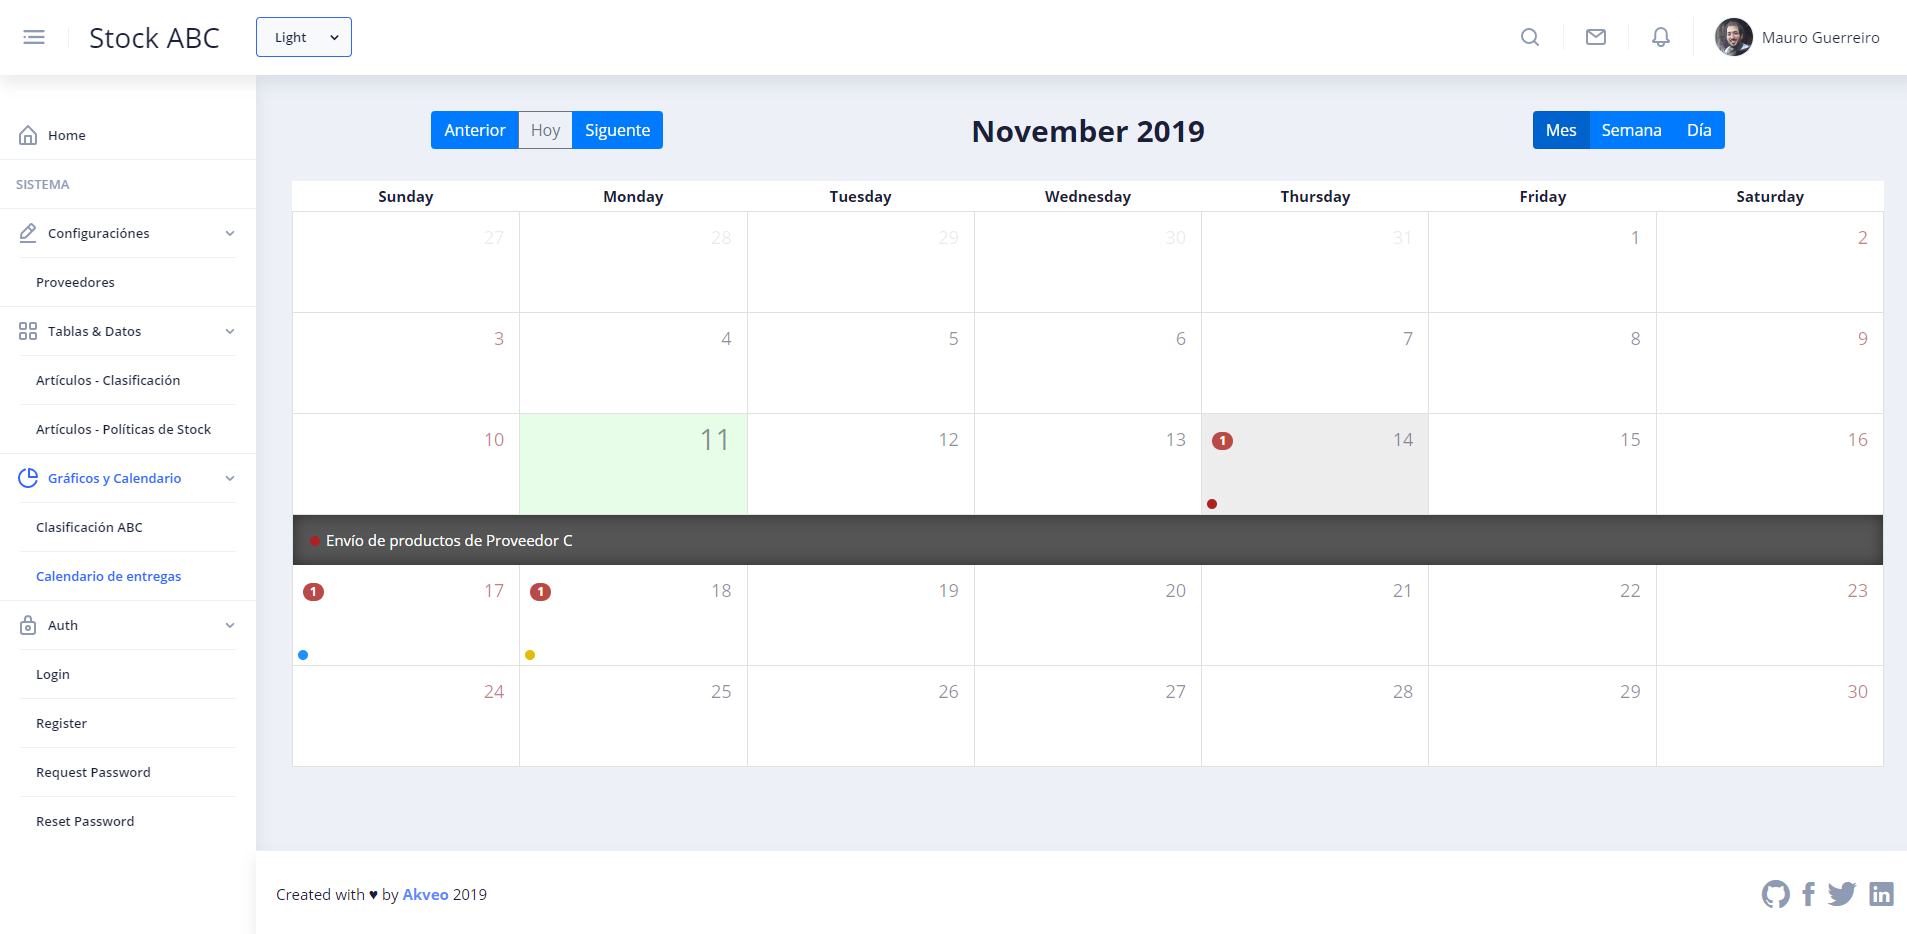 Stock ABC
Light
Mauro Guerreiro
Home
SISTEMA
Configuraciónes
Proveedores
Tablas & Datos
Artículos - Clasificación
Artículos - Políticas de Stock
Gráficos y Calendario
Clasificación ABC
Calendario de entregas
Auth
Login
Register
Request Password
Reset Password
Anterior Hoy Siguente
November 2019
Mes Semana Día
Sunday Monday Tuesday Wednesday Thursday Friday Saturday
27 28 29 30 31 1 2
3 4 5 6 7 8 9
10 11 12 13 1 14 15 16
Envío de productos de Proveedor C
1 17 1 18 19 20 21 22 23
24 25 26 27 28 29 30
Created with ♥ by Akveo 2019